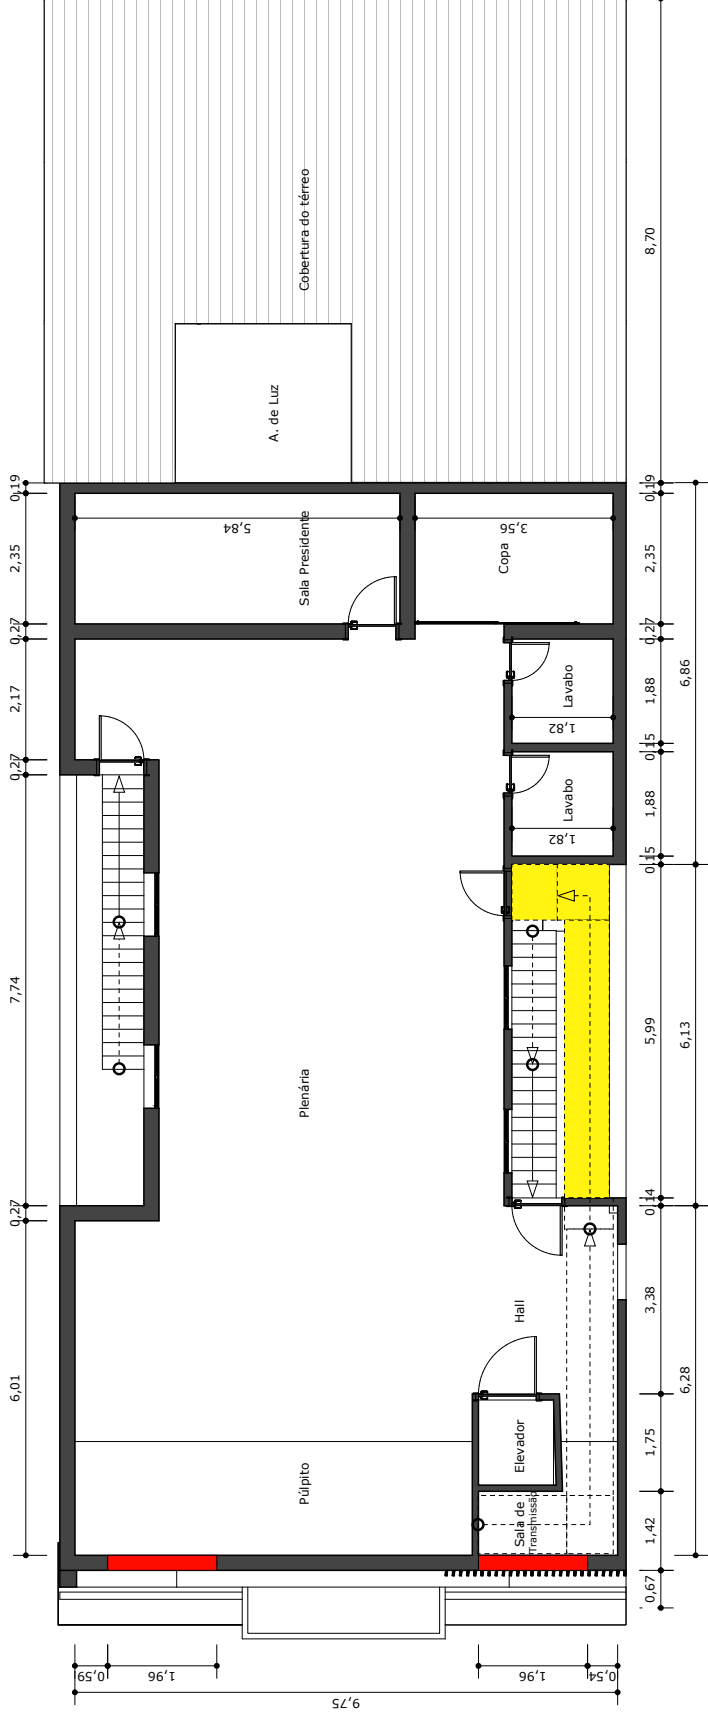 Cobertura do térreo
8,70
A. de Luz
0,19
0,19
2,35
5,84
Sala Presidente
3,56
Copa
2,35
0,27
0,27
2,17
Lavabo
1,82
1,88
6,86
0,15
0,27
Lavabo
1,82
1,88
0,15
7,74
Plenária
5,99
6,13
0,27
0,14
Hall
3,38
6,01
6,28
Elevador
1,75
Púlpito
Sala de
Transmissão
1,42
0,67
0,59
1,96
1,96
0,54
9,75